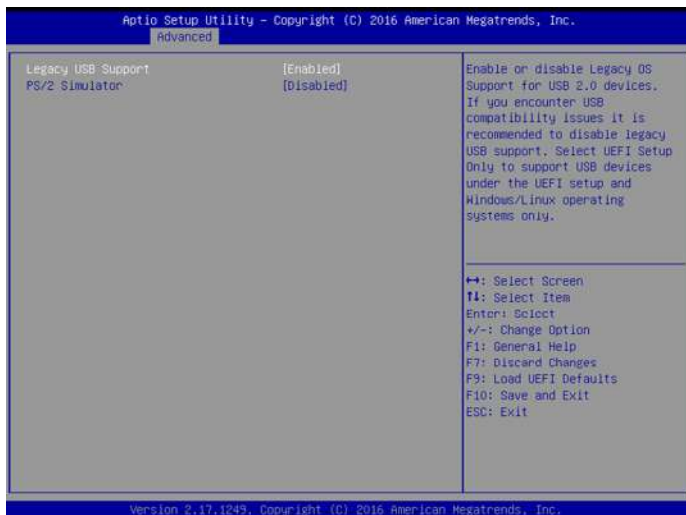 Aptio Setup Utility – Copyright (C) 2016 American Megatrends, Inc.
Advanced
Legacy USB Support [Enabled]
PS/2 Simulator [Disabled]
Enable or disable Legacy OS
Support for USB 2.0 devices.
If you encounter USB
compatibility issues it is
recommended to disable legacy
USB support. Select UEFI Setup
Only to support USB devices
under the UEFI setup and
Windows/Linux operating
systems only.
↔: Select Screen
↑↓: Select Item
Enter: Select
+/-: Change Option
F1: General Help
F7: Discard Changes
F9: Load UEFI Defaults
F10: Save and Exit
ESC: Exit
Version 2.17.1249. Copyright (C) 2016 American Megatrends, Inc.